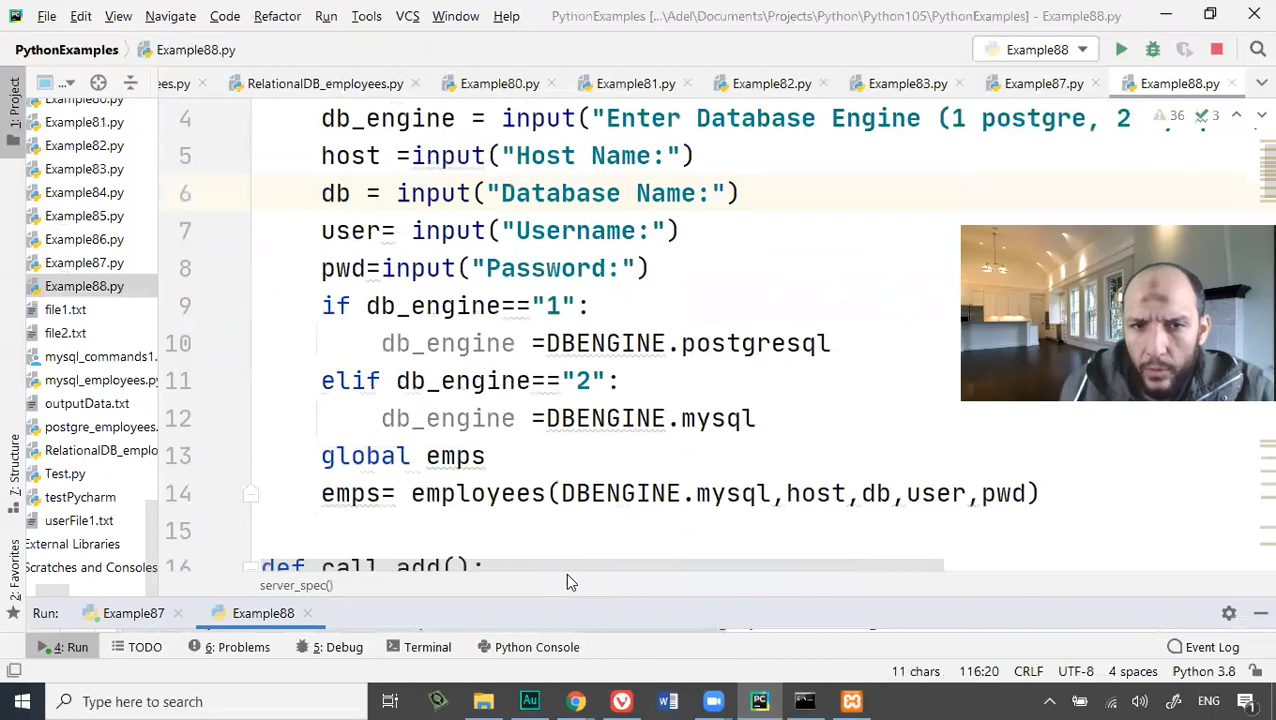 File Edit View Navigate Code Refactor Run Tools VCS Window Help PythonExamples [...\Adel\Documents\Projects\Python\Python105\PythonExamples] - Example88.py
PythonExamples Example88.py Example88
1: Project ees.py RelationalDB_employees.py Example80.py Example81.py Example82.py Example83.py Example87.py Example88.py
Example81.py
Example82.py
Example83.py
Example84.py
Example85.py
Example86.py
Example87.py
Example88.py
file1.txt
file2.txt
mysql_commands1.
mysql_employees.py
outputData.txt
postgre_employees.
RelationalDB_emplo
Test.py
testPycharm
userFile1.txt
External Libraries
Scratches and Consoles
Z: Structure
2: Favorites
36 3
4 db_engine = input("Enter Database Engine (1 postgre, 2
5 host =input("Host Name:")
6 db = input("Database Name:")
7 user= input("Username:")
8 pwd=input("Password:")
9 if db_engine=="1":
10 db_engine =DBENGINE.postgresql
11 elif db_engine=="2":
12 db_engine =DBENGINE.mysql
13 global emps
14 emps= employees(DBENGINE.mysql,host,db,user,pwd)
15
16 def call_add():
server_spec()
Run: Example87 Example88
4: Run TODO 6: Problems 5: Debug Terminal Python Console Event Log
11 chars 116:20 CRLF UTF-8 4 spaces Python 3.8
Type here to search ENG